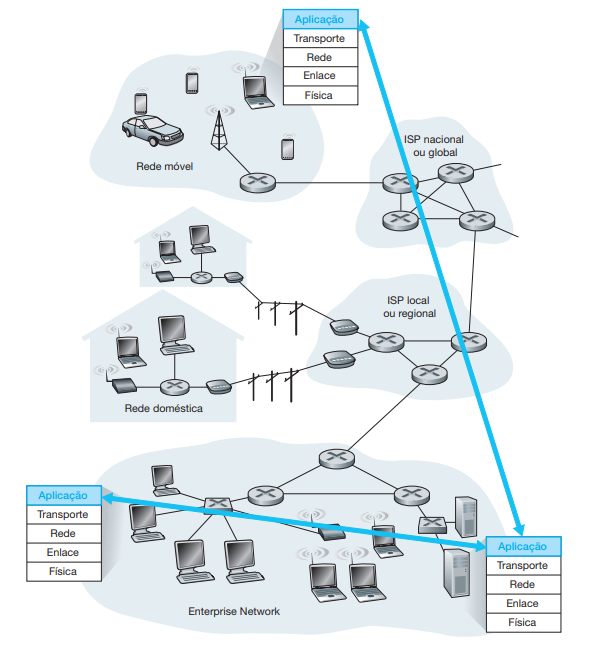 Aplicação
Transporte
Rede
Enlace
Física
ISP nacional
ou global
Rede móvel
ISP local
ou regional
Rede doméstica
Aplicação
Transporte
Rede
Enlace
Física
Aplicação
Transporte
Rede
Enlace
Física
Enterprise Network